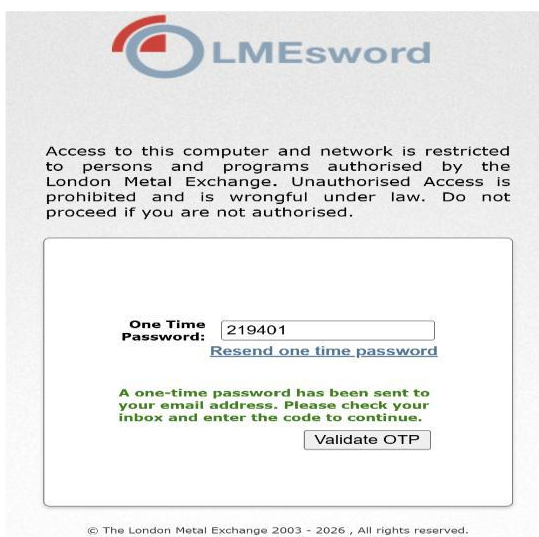 LMEsword
Access to this computer and network is restricted
to persons and programs authorised by the
London Metal Exchange. Unauthorised Access is
prohibited and is wrongful under law. Do not
proceed if you are not authorised.
One Time
Password:
219401
Resend one time password
A one-time password has been sent to
your email address. Please check your
inbox and enter the code to continue.
Validate OTP
© The London Metal Exchange 2003 - 2026 , All rights reserved.